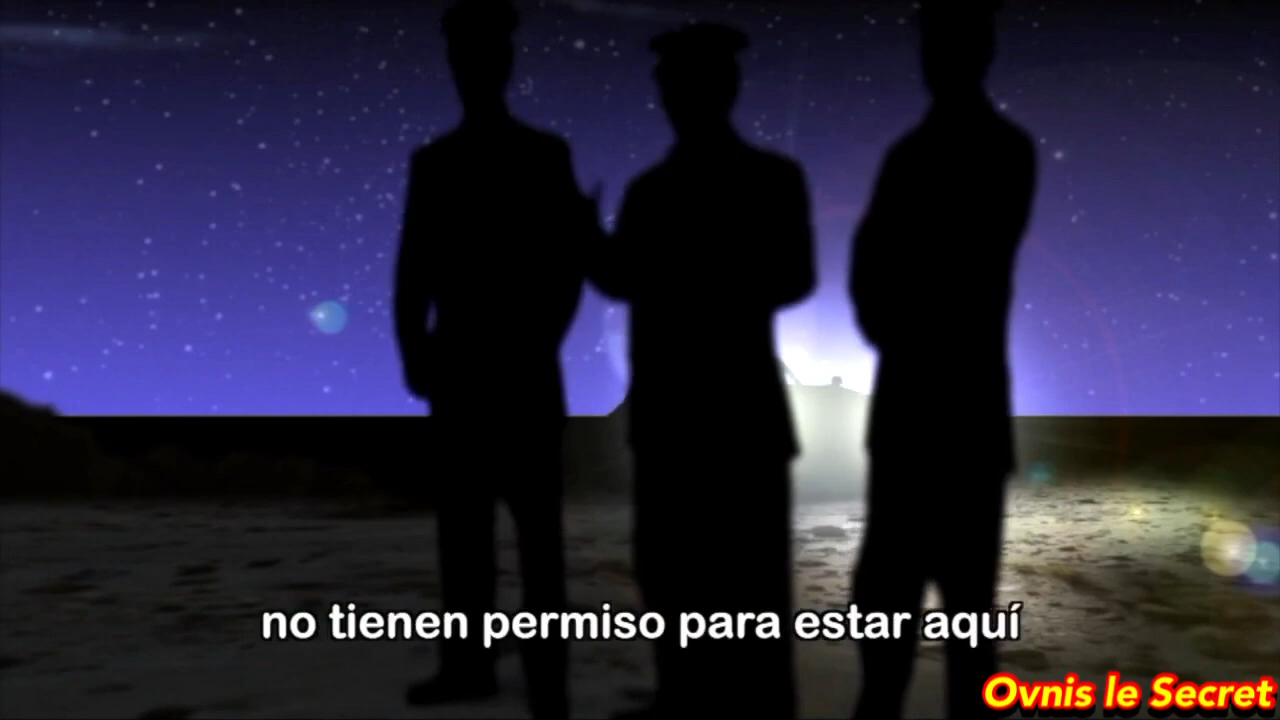 no tienen permiso para estar aquí
Ovnis le Secret